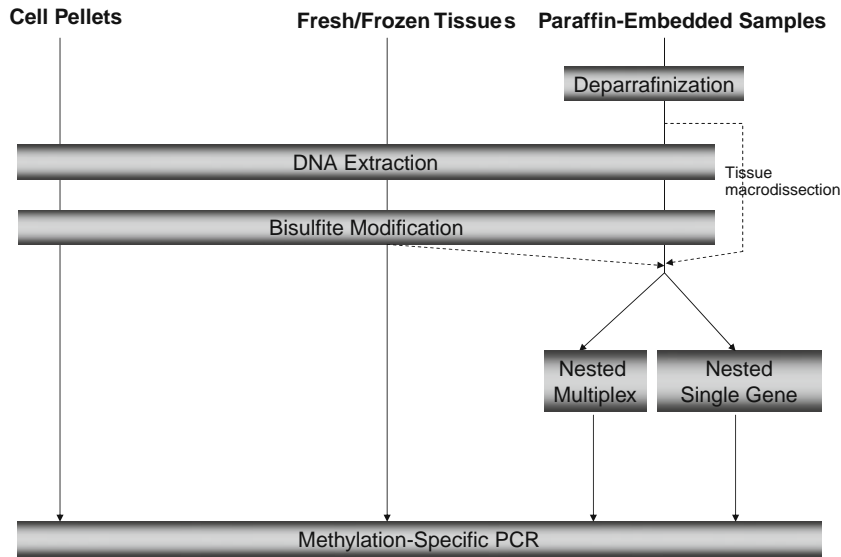 Cell Pellets
Fresh/Frozen Tissues
Paraffin-Embedded Samples
Deparrafinization
DNA Extraction
Tissue
macrodissection
Bisulfite Modification
Nested
Multiplex
Nested
Single Gene
Methylation-Specific PCR